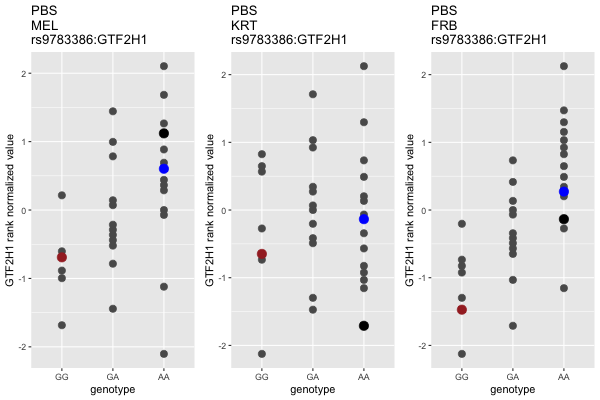 PBS
MEL
rs9783386:GTF2H1
GTF2H1 rank normalized value
2
1
0
-1
-2
GG
GA
AA
genotype
PBS
KRT
rs9783386:GTF2H1
GTF2H1 rank normalized value
2
1
0
-1
-2
GG
GA
AA
genotype
PBS
FRB
rs9783386:GTF2H1
GTF2H1 rank normalized value
2
1
0
-1
-2
GG
GA
AA
genotype